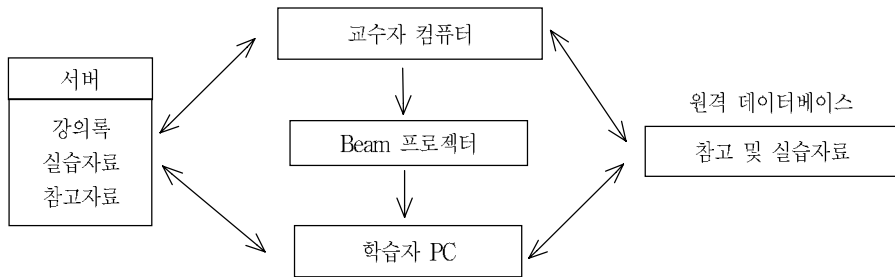 교수자 컴퓨터
서버
강의록
실습자료
참고자료
Beam 프로젝터
원격 데이터베이스
참고 및 실습자료
학습자 PC